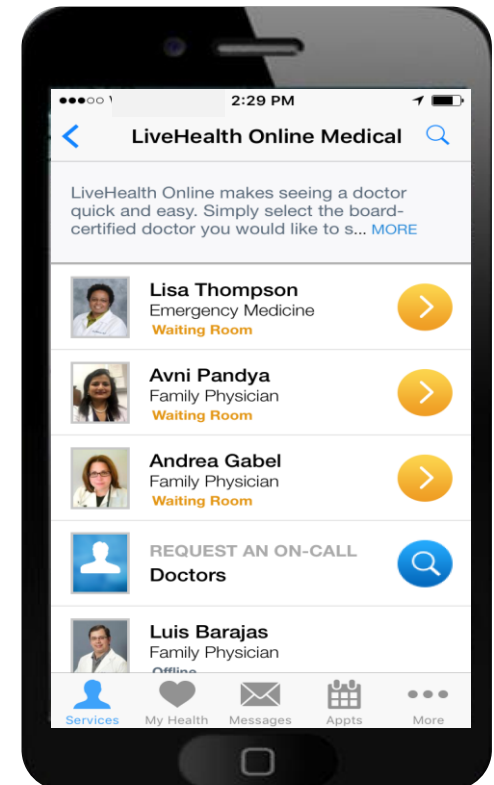 2:29 PM
LiveHealth Online Medical
LiveHealth Online makes seeing a doctor
quick and easy. Simply select the board-
certified doctor you would like to s... MORE
Lisa Thompson
Emergency Medicine
Waiting Room
Avni Pandya
Family Physician
Waiting Room
Andrea Gabel
Family Physician
Waiting Room
REQUEST AN ON-CALL
Doctors
Luis Barajas
Family Physician
Offline
Services My Health Messages Appts More